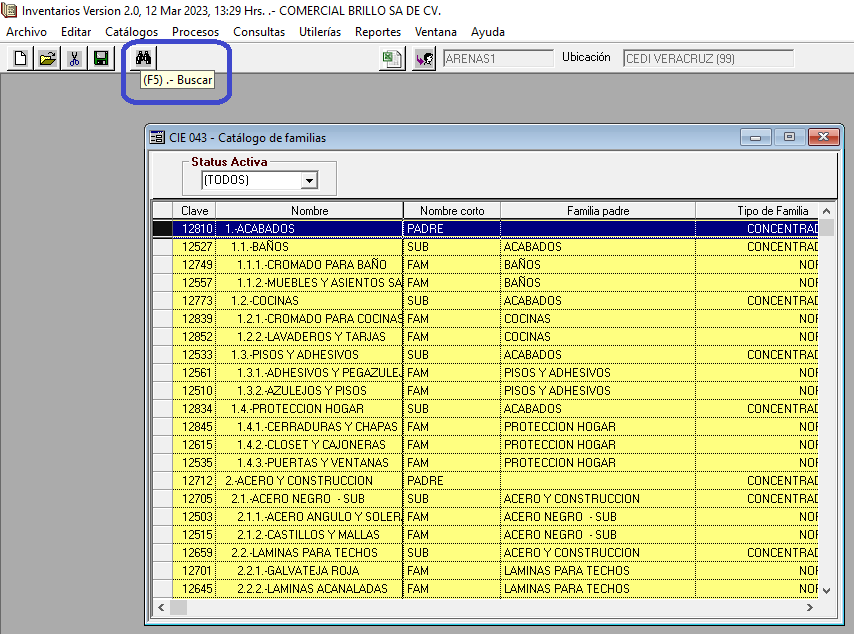 Inventarios Version 2.0, 12 Mar 2023, 13:29 Hrs. .- COMERCIAL BRILLO SA DE CV.
Archivo Editar Catálogos Procesos Consultas Utilerías Reportes Ventana Ayuda
ARENAS1 Ubicación CEDI VERACRUZ (99)
(F5) .- Buscar
CIE 043 - Catálogo de familias
Status Activa
(TODOS)
Clave Nombre Nombre corto Familia padre Tipo de Familia
12810 1.-ACABADOS PADRE CONCENTRAD
12527 1.1.-BAÑOS SUB ACABADOS CONCENTRAD
12749 1.1.1.-CROMADO PARA BAÑO FAM BAÑOS NOR
12557 1.1.2.-MUEBLES Y ASIENTOS SA FAM BAÑOS NOR
12773 1.2.-COCINAS SUB ACABADOS CONCENTRAD
12839 1.2.1.-CROMADO PARA COCINAS FAM COCINAS NOR
12852 1.2.2.-LAVADEROS Y TARJAS FAM COCINAS NOR
12533 1.3.-PISOS Y ADHESIVOS SUB ACABADOS CONCENTRAD
12561 1.3.1.-ADHESIVOS Y PEGAZULEJ FAM PISOS Y ADHESIVOS NOR
12510 1.3.2.-AZULEJOS Y PISOS FAM PISOS Y ADHESIVOS NOR
12834 1.4.-PROTECCION HOGAR SUB ACABADOS CONCENTRAD
12845 1.4.1.-CERRADURAS Y CHAPAS FAM PROTECCION HOGAR NOR
12615 1.4.2.-CLOSET Y CAJONERAS FAM PROTECCION HOGAR NOR
12535 1.4.3.-PUERTAS Y VENTANAS FAM PROTECCION HOGAR NOR
12712 2.-ACERO Y CONSTRUCCION PADRE CONCENTRAD
12705 2.1.-ACERO NEGRO - SUB SUB ACERO Y CONSTRUCCION CONCENTRAD
12503 2.1.1.-ACERO ANGULO Y SOLER FAM ACERO NEGRO - SUB NOR
12515 2.1.2.-CASTILLOS Y MALLAS FAM ACERO NEGRO - SUB NOR
12659 2.2.-LAMINAS PARA TECHOS SUB ACERO Y CONSTRUCCION CONCENTRAD
12701 2.2.1.-GALVATEJA ROJA FAM LAMINAS PARA TECHOS NOR
12645 2.2.2.-LAMINAS ACANALADAS FAM LAMINAS PARA TECHOS NOR